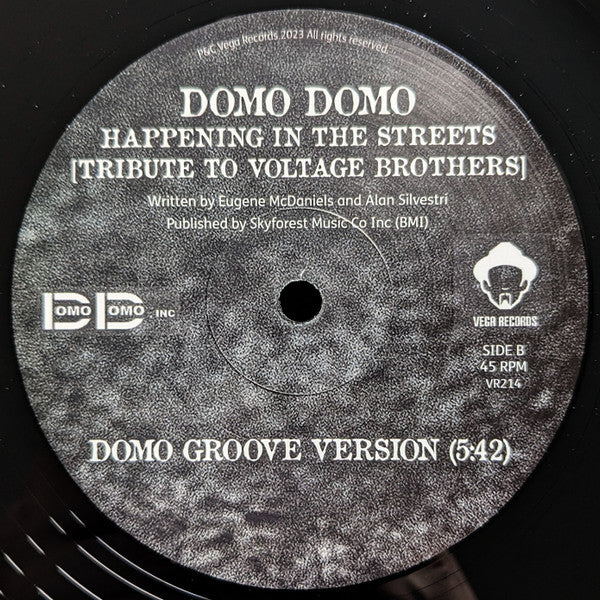 P&C Vega Records 2023 All rights reserved.
DOMO DOMO
HAPPENING IN THE STREETS
[TRIBUTE TO VOLTAGE BROTHERS]
Written by Eugene McDaniels and Alan Silvestri
Published by Skyforest Music Co Inc (BMI)
DOMO DOMO INC
VEGA RECORDS
SIDE B
45 RPM
VR214
DOMO GROOVE VERSION (5:42)